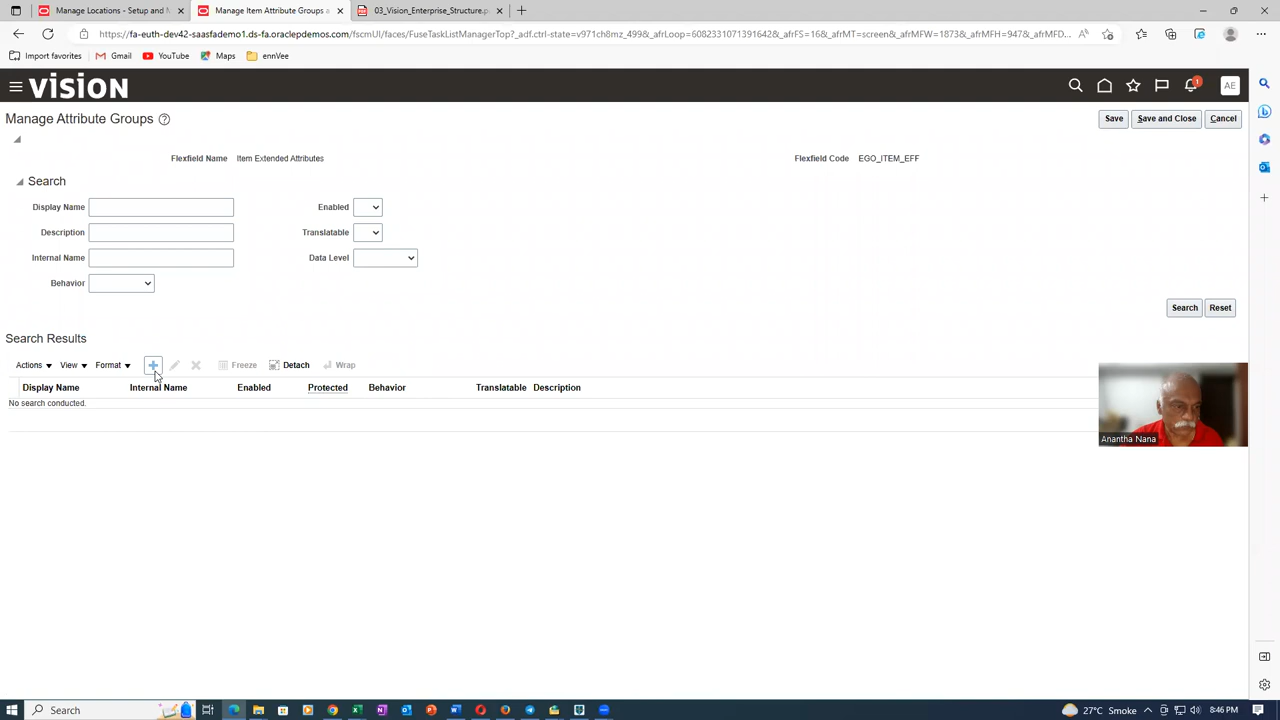 Manage Locations - Setup and M
Manage Item Attribute Groups a
03_Vision_Enterprise_Structure.p
https://fa-euth-dev42-saasfademo1.ds-fa.oraclepdemos.com/fscmUI/faces/FuseTaskListManagerTop?_adf.ctrl-state=v971ch8mz_499&_afrLoop=6082331071391642&_afrFS=16&_afrMT=screen&_afrMFW=1873&_afrMFH=947&_afrMFD...
Import favorites
Gmail
YouTube
Maps
ennVee
VISION
1
AE
Manage Attribute Groups
Save
Save and Close
Cancel
Flexfield Name Item Extended Attributes
Flexfield Code EGO_ITEM_EFF
Search
Display Name
Enabled
Description
Translatable
Internal Name
Data Level
Behavior
Search
Reset
Search Results
Actions
View
Format
Freeze
Detach
Wrap
Display Name Internal Name Enabled Protected Behavior Translatable Description
No search conducted.
Anantha Nana
Search
27°C Smoke
8:46 PM